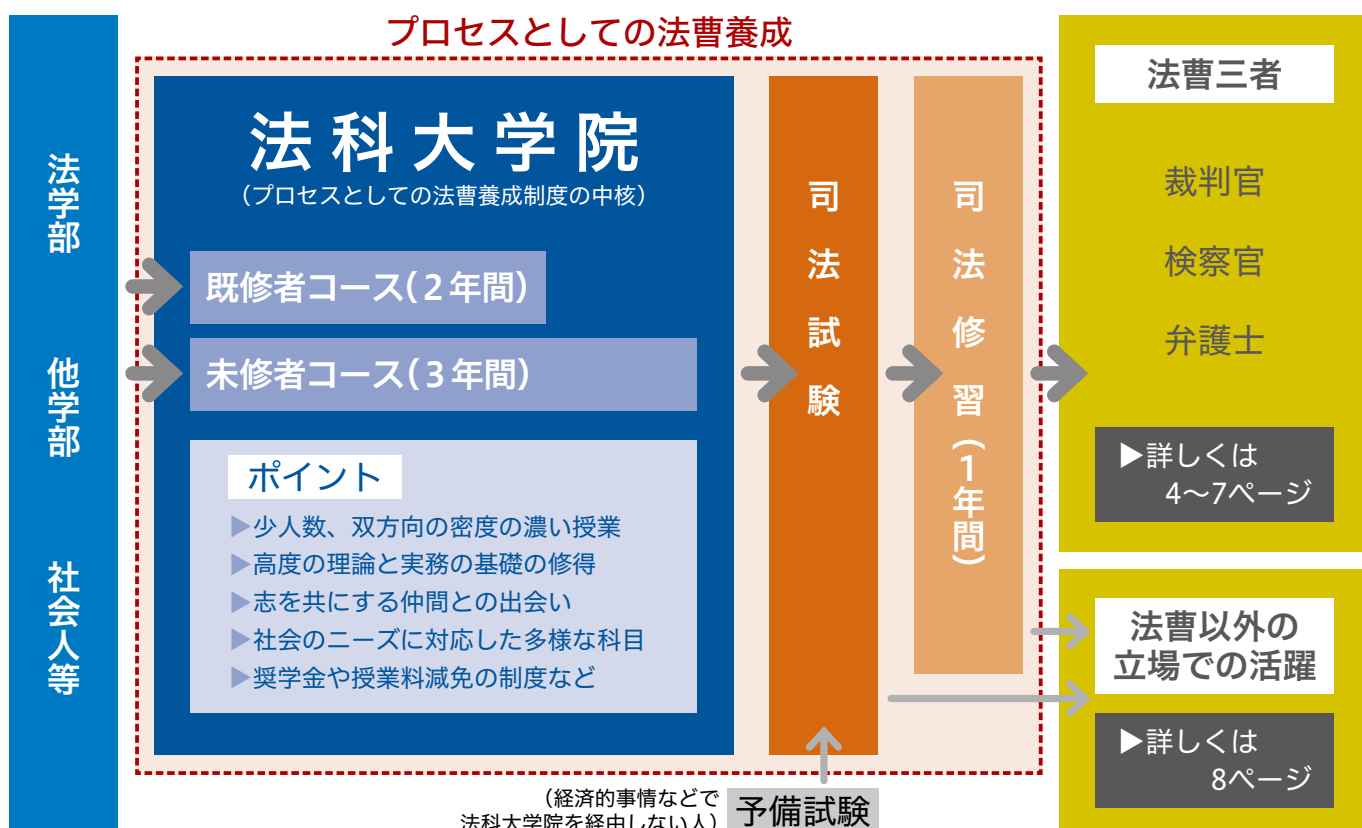 プロセスとしての法曹養成
法学部
他学部
社会人等
法科大学院
（プロセスとしての法曹養成制度の中核）
既修者コース（２年間）
未修者コース（３年間）
ポイント
▶少人数、双方向の密度の濃い授業
▶高度の理論と実務の基礎の修得
▶志を共にする仲間との出会い
▶社会のニーズに対応した多様な科目
▶奨学金や授業料減免の制度など
司法試験
司法修習（１年間）
（経済的事情などで
法科大学院を経由しない人）
予備試験
法曹三者
裁判官
検察官
弁護士
▶詳しくは
4〜7ページ
法曹以外の
立場での活躍
▶詳しくは
8ページ